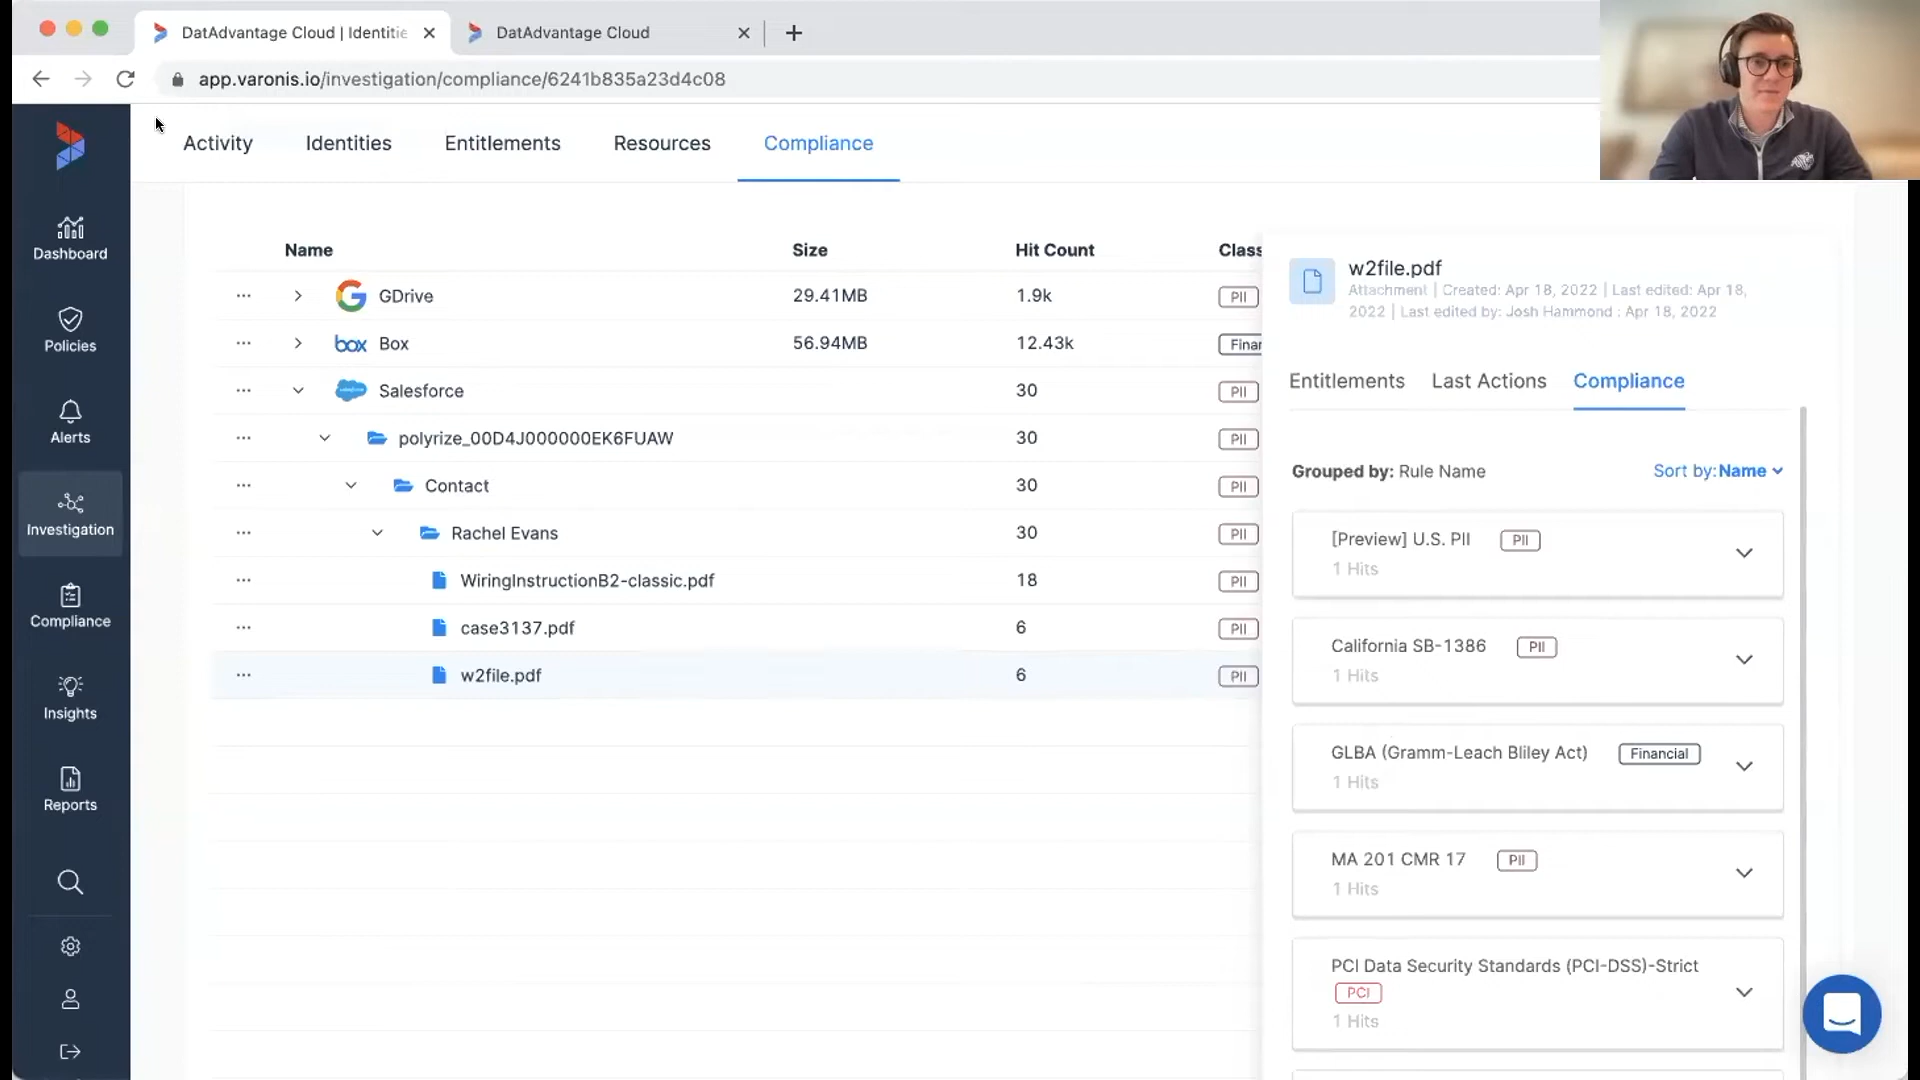 DatAdvantage Cloud | Identitie
DatAdvantage Cloud
app.varonis.io/investigation/compliance/6241b835a23d4c08
Activity
Identities
Entitlements
Resources
Compliance
Dashboard
Policies
Alerts
Investigation
Compliance
Insights
Reports
Name Size Hit Count Class
GDrive 29.41MB 1.9k PII
box Box 56.94MB 12.43k Finan
Salesforce 30 PII
polyrize_00D4J000000EK6FUAW 30 PII
Contact 30 PII
Rachel Evans 30 PII
WiringInstructionB2-classic.pdf 18 PII
case3137.pdf 6 PII
w2file.pdf 6 PII
w2file.pdf
Attachment | Created: Apr 18, 2022 | Last edited: Apr 18,
2022 | Last edited by: Josh Hammond : Apr 18, 2022
Entitlements Last Actions Compliance
Grouped by: Rule Name Sort by: Name
[Preview] U.S. PII PII
1 Hits
California SB-1386 PII
1 Hits
GLBA (Gramm-Leach Bliley Act) Financial
1 Hits
MA 201 CMR 17 PII
1 Hits
PCI Data Security Standards (PCI-DSS)-Strict
PCI
1 Hits